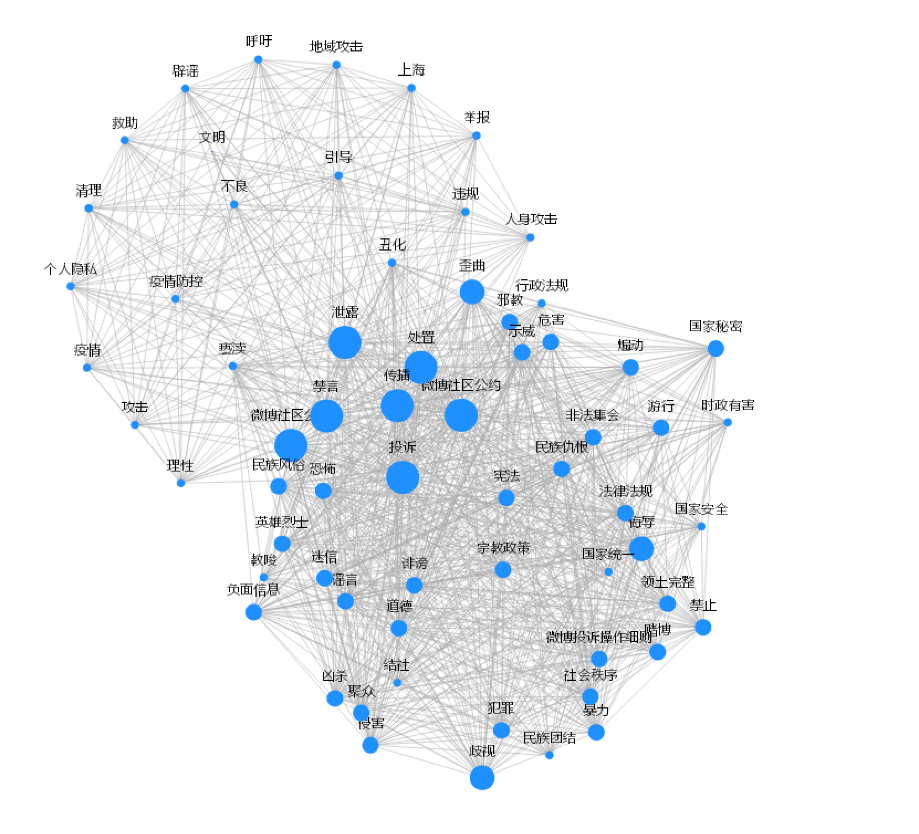 呼吁
地域攻击
上海
辟谣
举报
救助
文明
引导
不良
清理
违规
人身攻击
丑化
个人隐私
疫情防控
歪曲
行政法规
邪教
泄露
示威
危害
国家秘密
处置
煽动
疫情
亵渎
传播
禁言
微博社区公约
攻击
微博社区公
非法集会
游行
时政有害
投诉
民族仇恨
理性
民族风俗
恐怖
宪法
法律法规
英雄烈士
国家安全
侮辱
宗教政策
国家统一
教唆
迷信
诽谤
负面信息
谣言
领土完整
道德
禁止
赌博
微博投诉操作细则
结社
社会秩序
凶杀
聚众
犯罪
暴力
侵害
民族团结
歧视